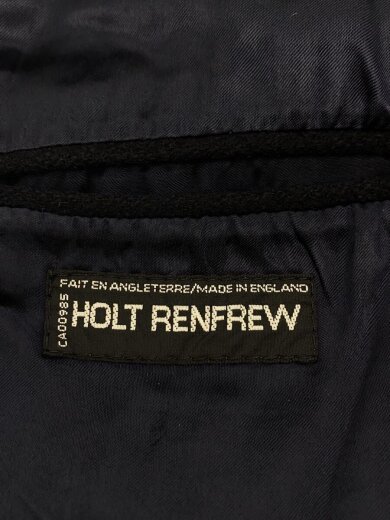 FAIT EN ANGLETERRE/MADE IN ENGLAND
HOLT RENFREW
CA00985